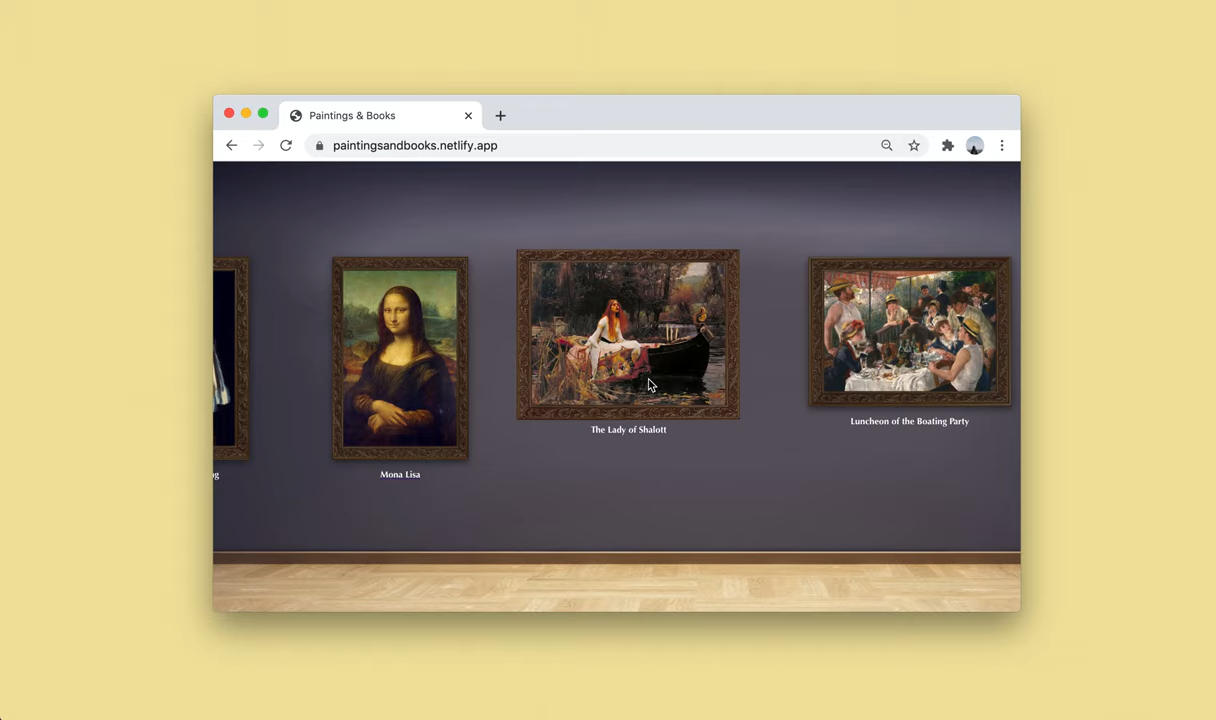 Paintings & Books
paintingsandbooks.netlify.app
The Lady of Shalott
Luncheon of the Boating Party
Mona Lisa